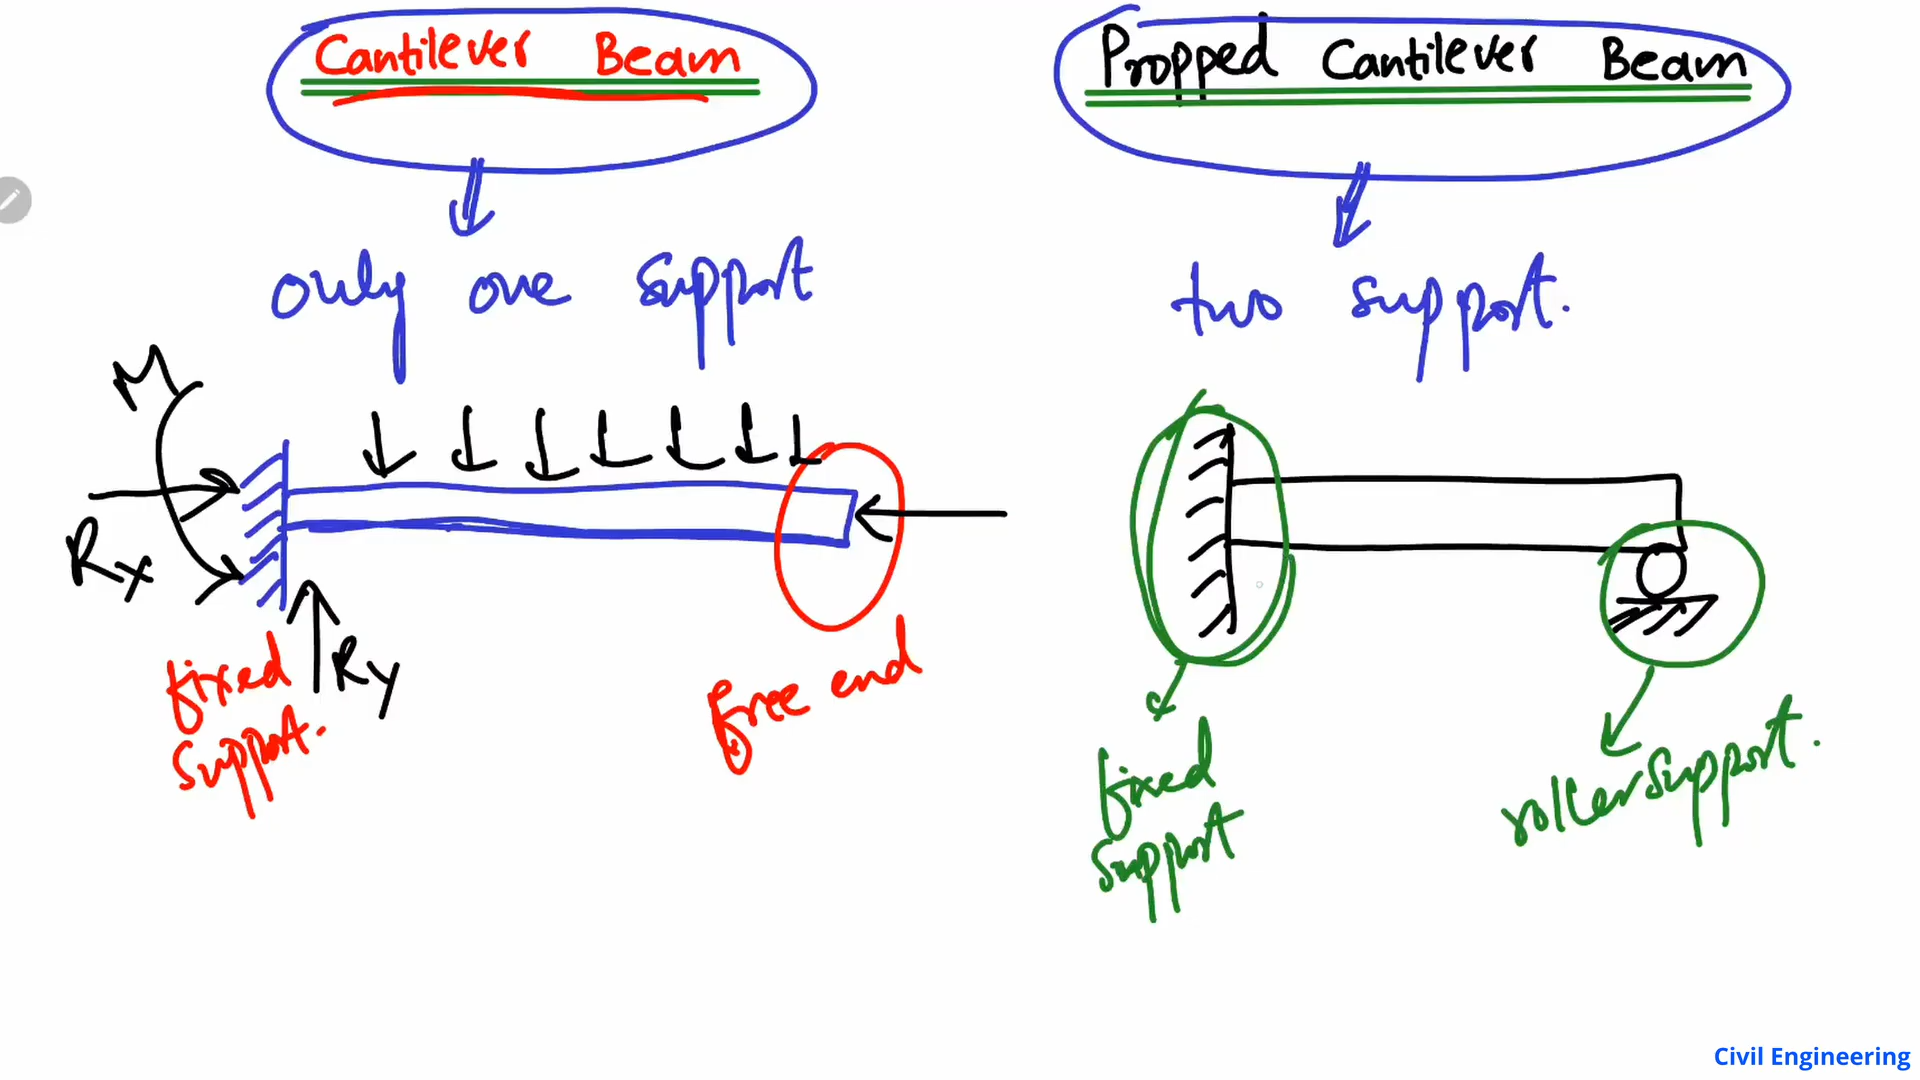 Cantilever Beam
only one support
M
Rx
Ry
fixed
support.
free end
Propped Cantilever Beam
two support.
fixed
support
roller support.
Civil Engineering